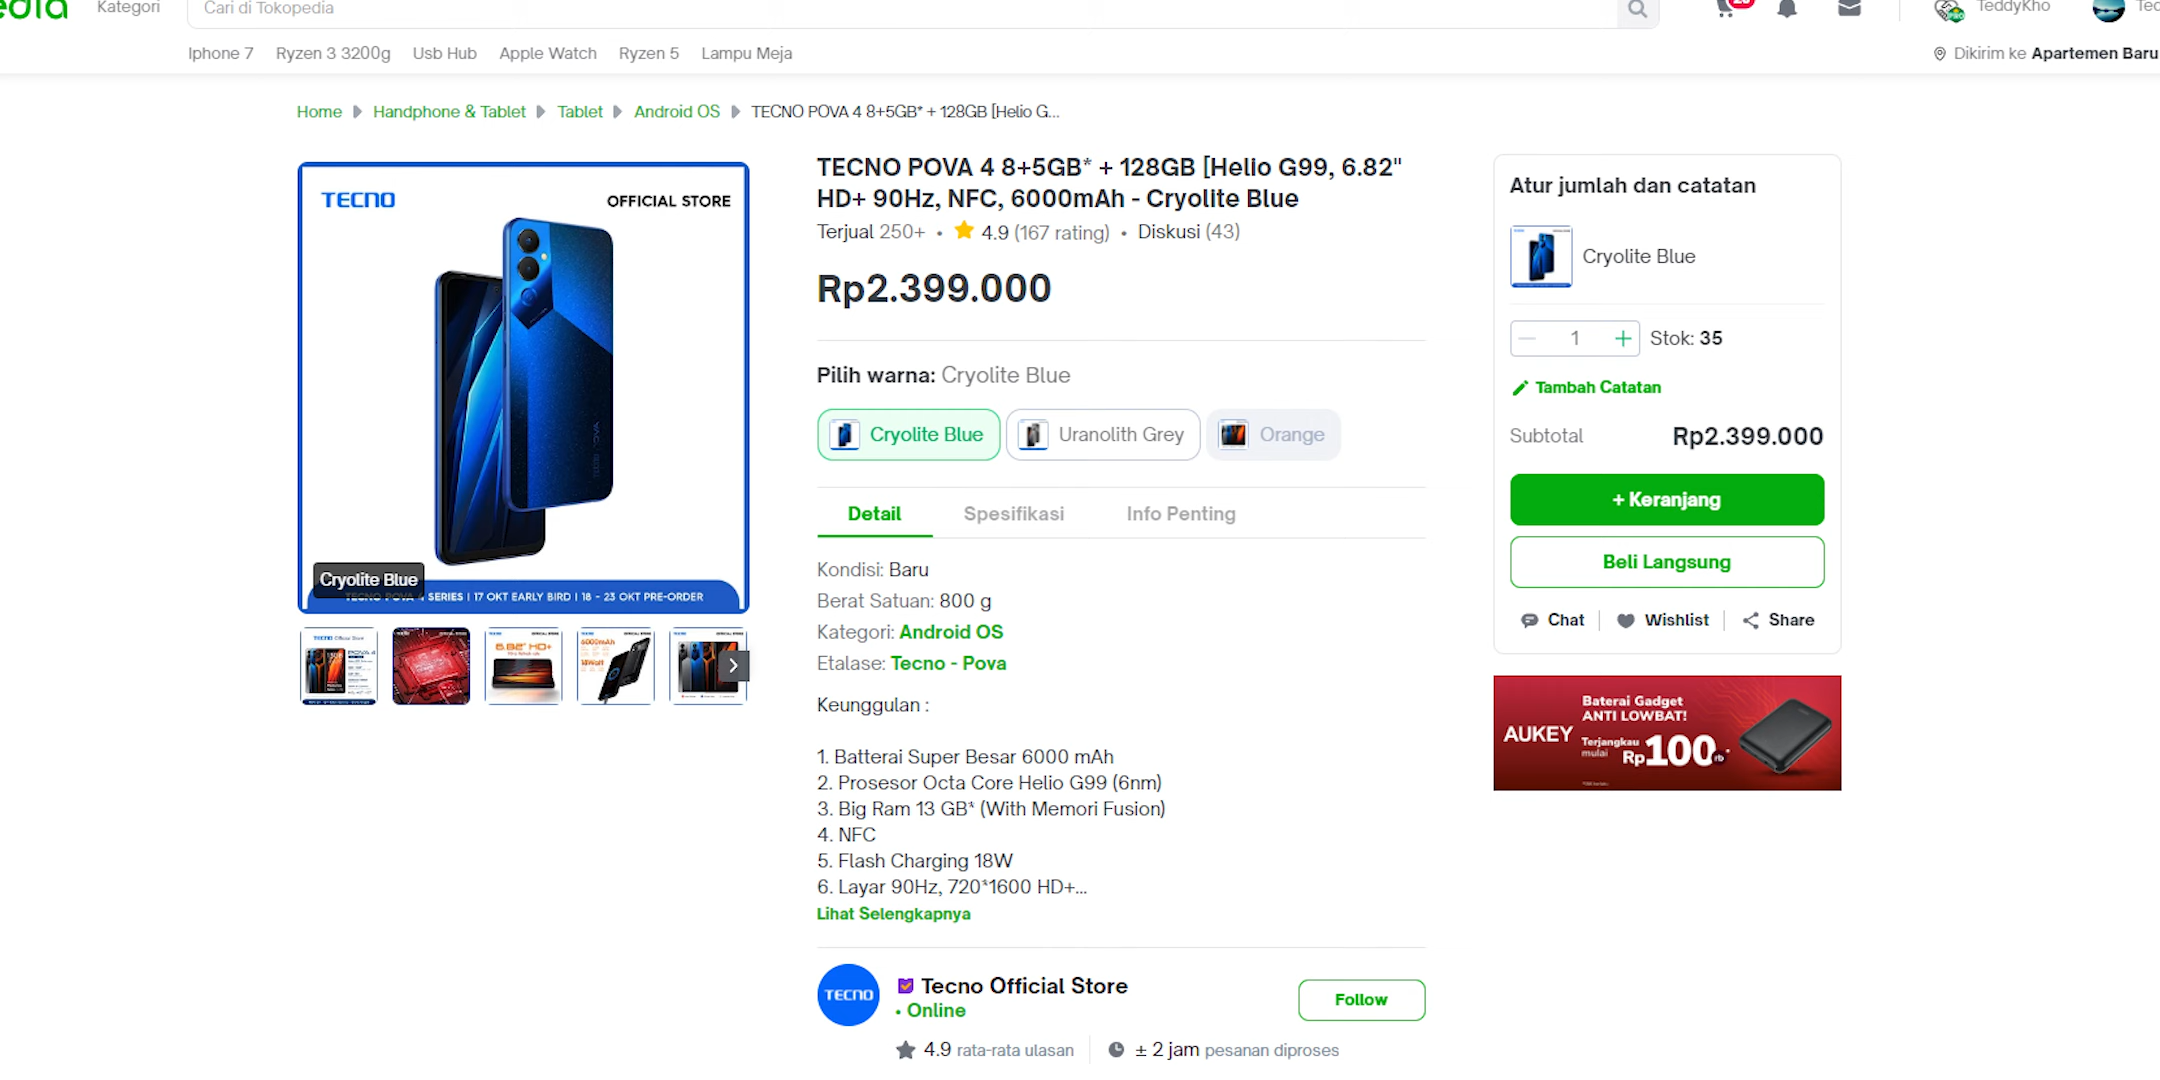 Kategori
Cari di Tokopedia
TeddyKho
Iphone 7 Ryzen 3 3200g Usb Hub Apple Watch Ryzen 5 Lampu Meja
Dikirim ke Apartemen Baru
Home Handphone & Tablet Tablet Android OS TECNO POVA 4 8+5GB* + 128GB [Helio G...
TECNO
OFFICIAL STORE
Cryolite Blue
SERIES | 17 OKT EARLY BIRD | 18 - 23 OKT PRE-ORDER
TECNO POVA 4 8+5GB* + 128GB [Helio G99, 6.82"
HD+ 90Hz, NFC, 6000mAh - Cryolite Blue
Terjual 250+ • 4.9 (167 rating) • Diskusi (43)
Rp2.399.000
Pilih warna: Cryolite Blue
Cryolite Blue
Uranolith Grey
Orange
Detail
Spesifikasi
Info Penting
Kondisi: Baru
Berat Satuan: 800 g
Kategori: Android OS
Etalase: Tecno - Pova
Keunggulan :
1. Batterai Super Besar 6000 mAh
2. Prosesor Octa Core Helio G99 (6nm)
3. Big Ram 13 GB* (With Memori Fusion)
4. NFC
5. Flash Charging 18W
6. Layar 90Hz, 720*1600 HD+...
Lihat Selengkapnya
TECNO
Tecno Official Store
• Online
Follow
4.9 rata-rata ulasan
± 2 jam pesanan diproses
Atur jumlah dan catatan
Cryolite Blue
1
Stok: 35
Tambah Catatan
Subtotal
Rp2.399.000
+ Keranjang
Beli Langsung
Chat
Wishlist
Share
AUKEY
Baterai Gadget
ANTI LOWBAT!
Terjangkau
mulai
Rp100rb*